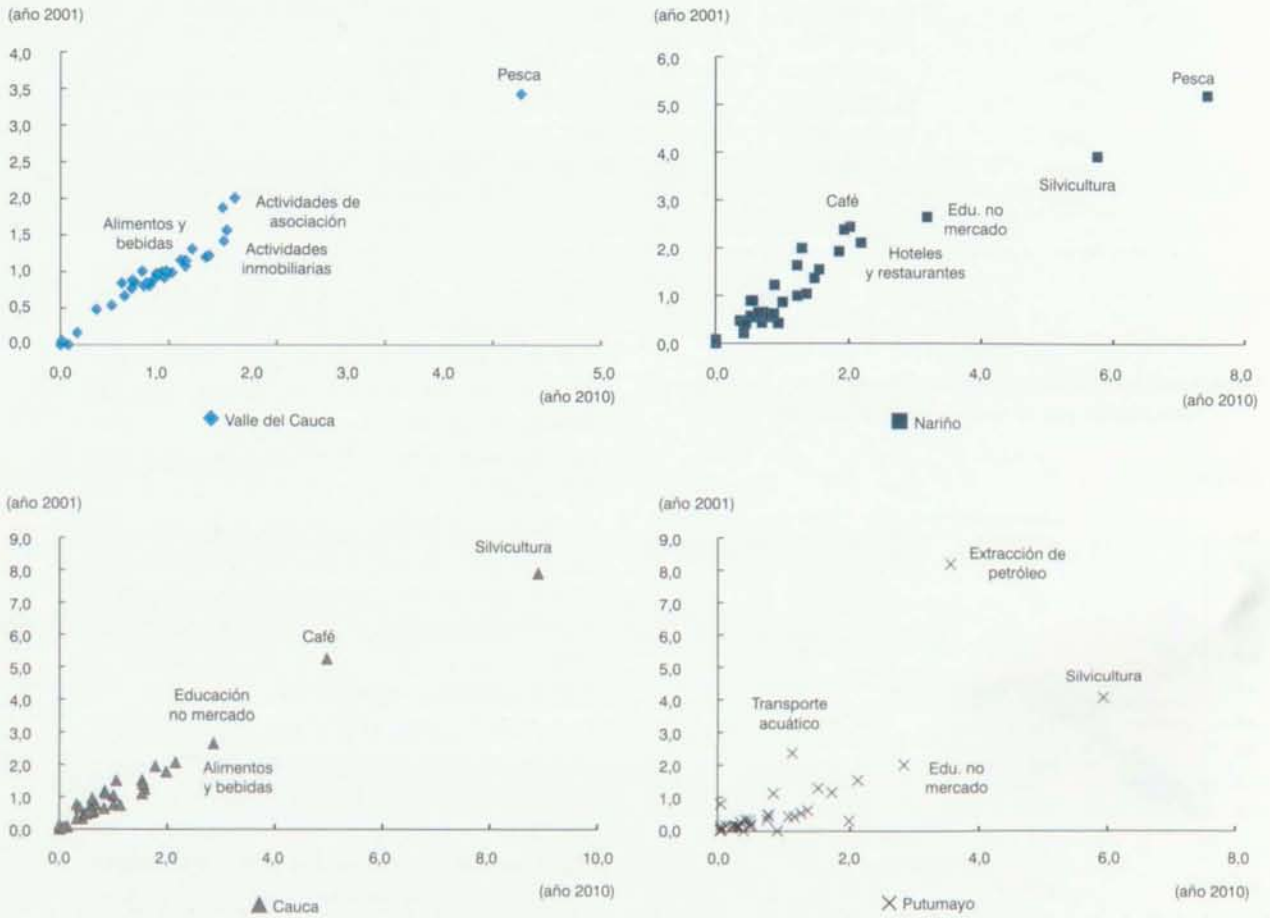 (año 2001)
4,0
3,5
3,0
2,5
2,0
1,5
1,0
0,5
0,0
Pesca
Actividades de
asociación
Alimentos y
bebidas
Actividades
inmobiliarias
0,0 1,0 2,0 3,0 4,0 5,0
(año 2010)
Valle del Cauca
(año 2001)
6,0
5,0
4,0
3,0
2,0
1,0
0,0
Pesca
Silvicultura
Café
Edu. no
mercado
Hoteles
y restaurantes
0,0 2,0 4,0 6,0 8,0
(año 2010)
Nariño
(año 2001)
9,0
8,0
7,0
6,0
5,0
4,0
3,0
2,0
1,0
0,0
Silvicultura
Café
Educación
no mercado
Alimentos
y bebidas
0,0 2,0 4,0 6,0 8,0 10,0
(año 2010)
Cauca
(año 2001)
9,0
8,0
7,0
6,0
5,0
4,0
3,0
2,0
1,0
0,0
Extracción de
petróleo
Silvicultura
Transporte
acuático
Edu. no
mercado
0,0 2,0 4,0 6,0 8,0
(año 2010)
Putumayo